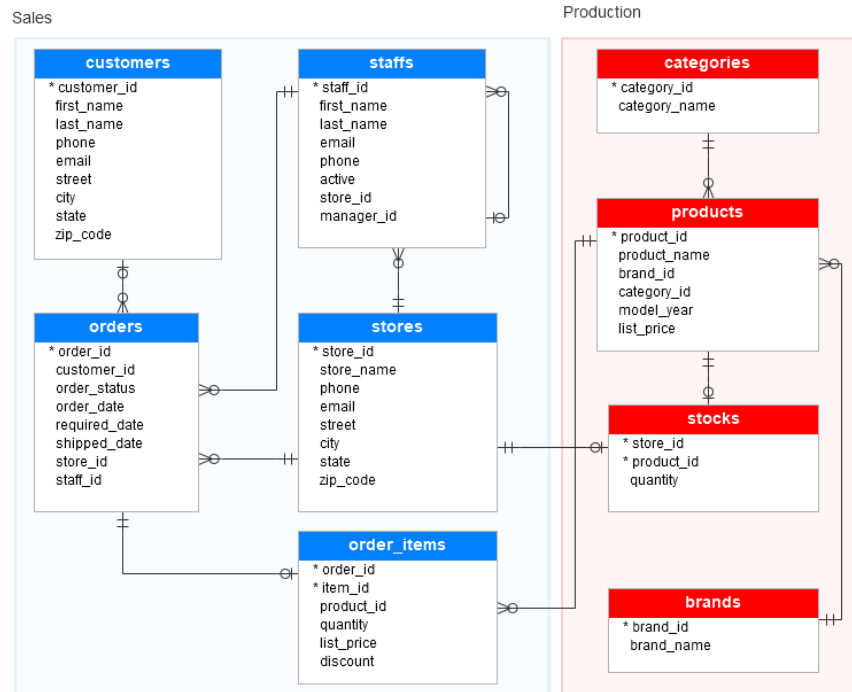 Sales
Production
customers
* customer_id
first_name
last_name
phone
email
street
city
state
zip_code
staffs
* staff_id
first_name
last_name
email
phone
active
store_id
manager_id
categories
* category_id
category_name
products
* product_id
product_name
brand_id
category_id
model_year
list_price
orders
* order_id
customer_id
order_status
order_date
required_date
shipped_date
store_id
staff_id
stores
* store_id
store_name
phone
email
street
city
state
zip_code
stocks
* store_id
* product_id
quantity
order_items
* order_id
* item_id
product_id
quantity
list_price
discount
brands
* brand_id
brand_name